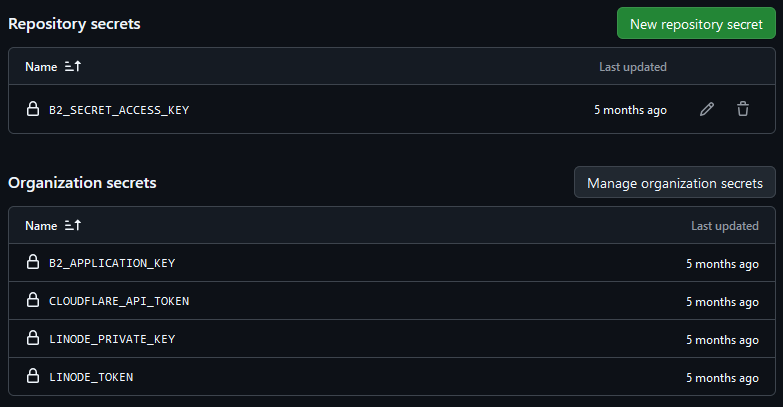 Repository secrets
New repository secret
Name
Last updated
B2_SECRET_ACCESS_KEY
5 months ago
Organization secrets
Manage organization secrets
Name
Last updated
B2_APPLICATION_KEY
5 months ago
CLOUDFLARE_API_TOKEN
5 months ago
LINODE_PRIVATE_KEY
5 months ago
LINODE_TOKEN
5 months ago